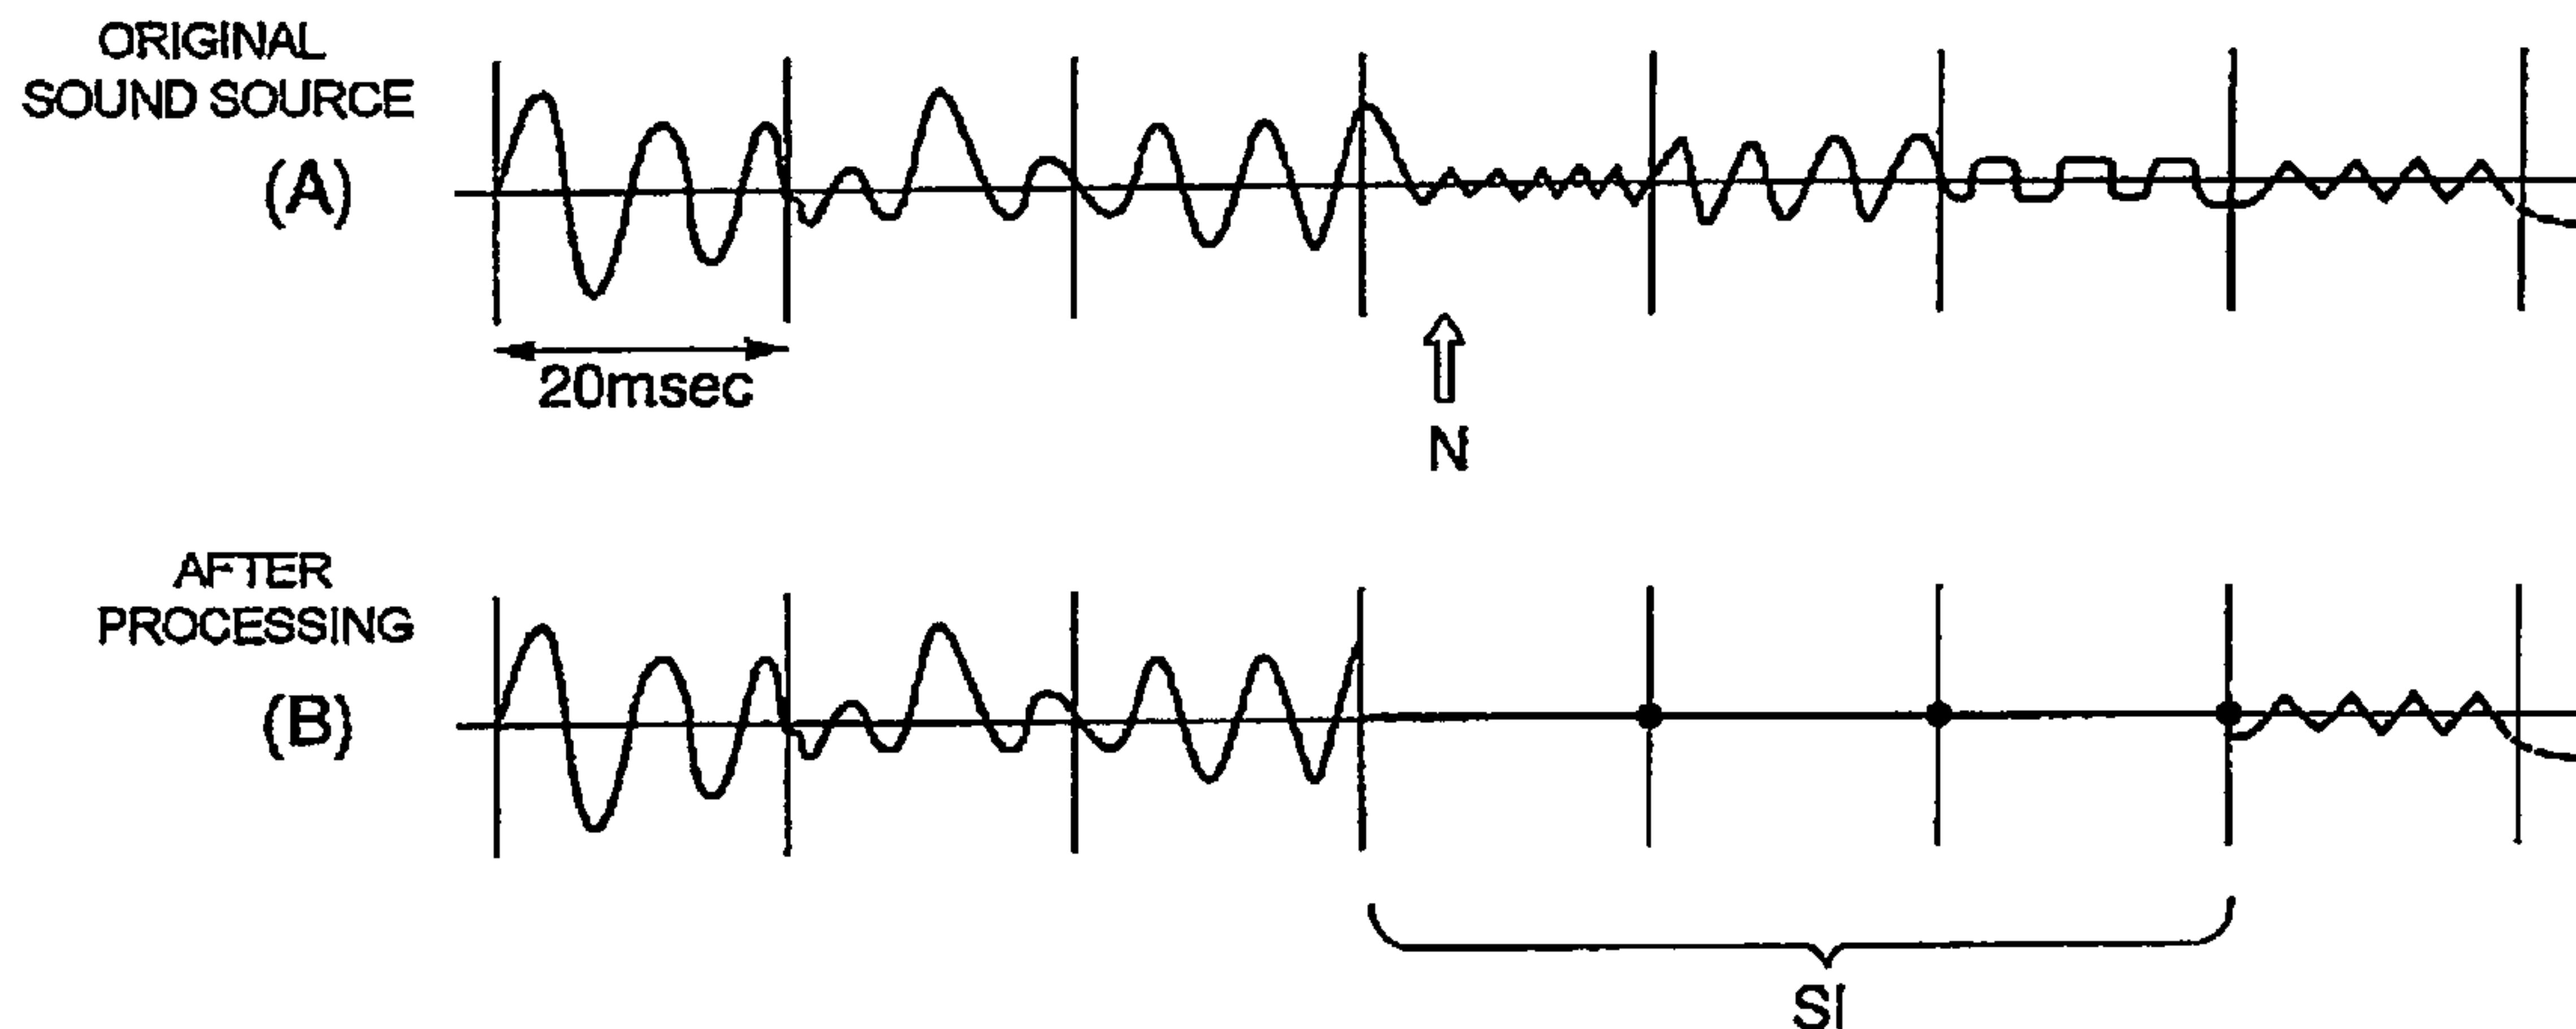 ORIGINAL
SOUND SOURCE
(A)
20msec
N
AFTER
PROCESSING
(B)
SI